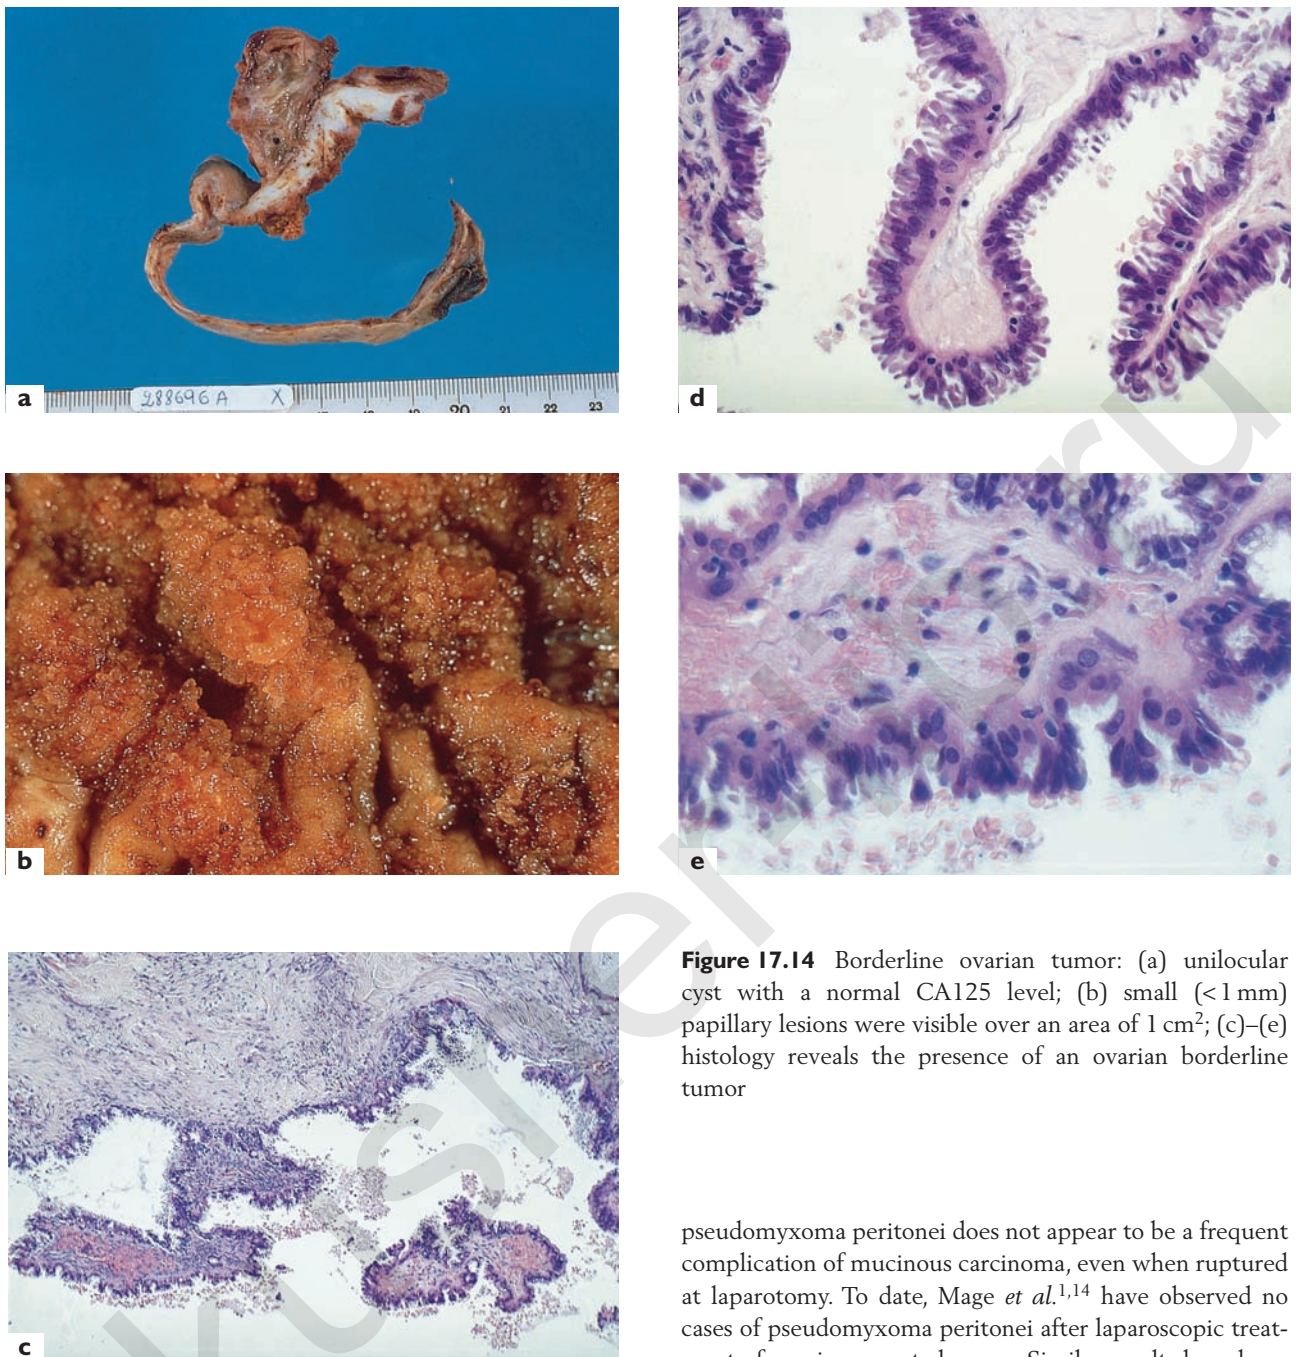 a
288696 A X
19 20 21 22 23
b
c
d
e
Figure 17.14 Borderline ovarian tumor: (a) unilocular
cyst with a normal CA125 level; (b) small (<1 mm)
papillary lesions were visible over an area of 1 cm²; (c)–(e)
histology reveals the presence of an ovarian borderline
tumor
pseudomyxoma peritonei does not appear to be a frequent
complication of mucinous carcinoma, even when ruptured
at laparotomy. To date, Mage et al.1,14 have observed no
cases of pseudomyxoma peritonei after laparoscopic treat-